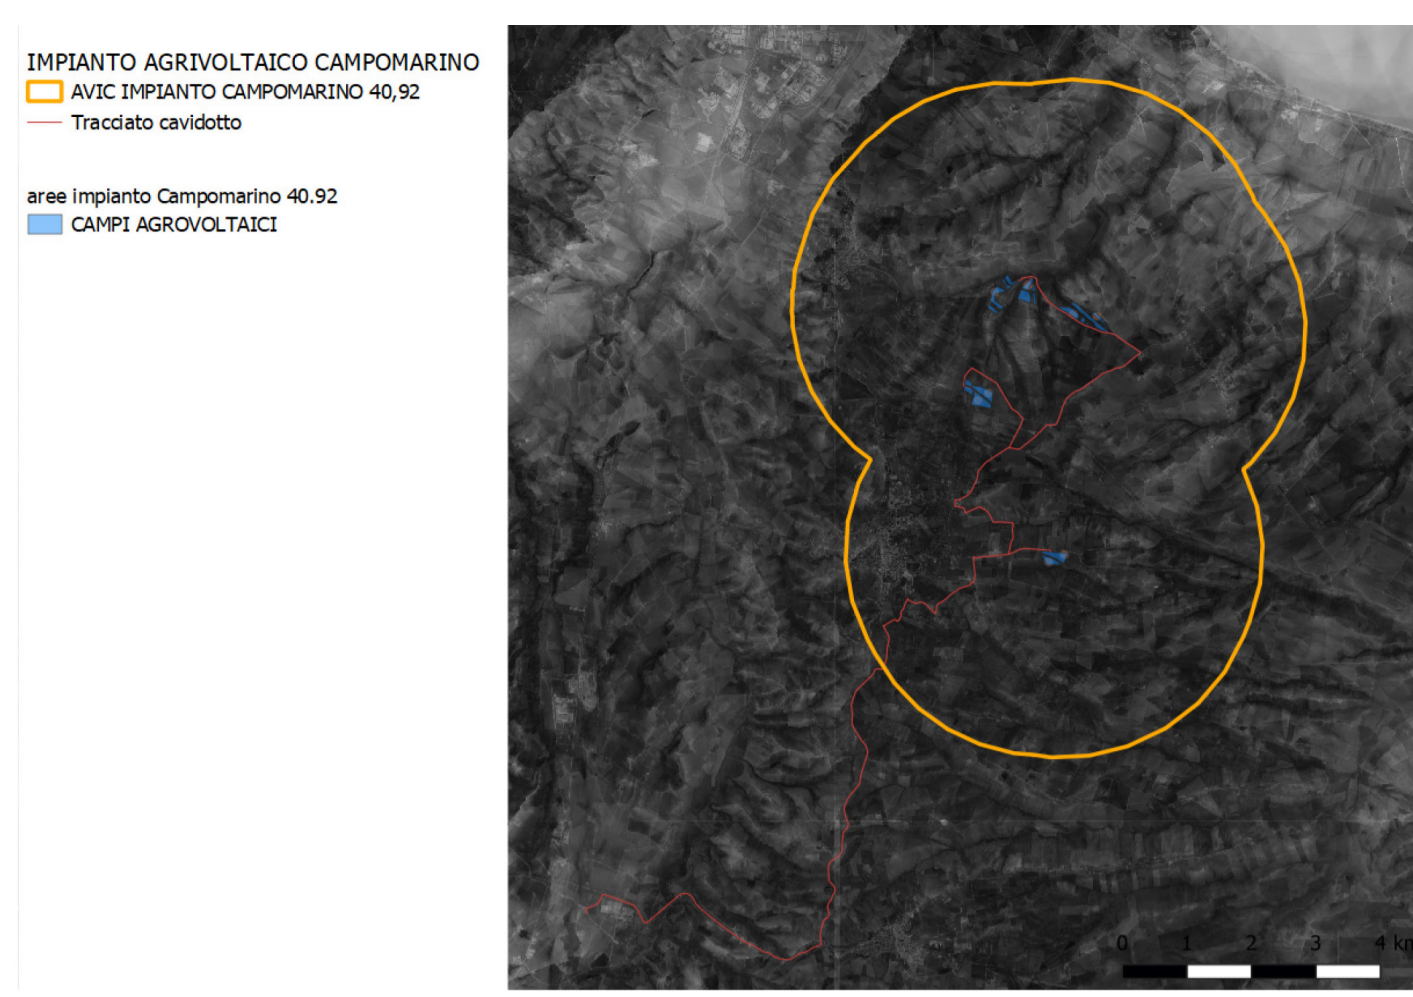 IMPIANTO AGRIVOLTAICO CAMPOMARINO
AVIC IMPIANTO CAMPOMARINO 40,92
Tracciato cavidotto
aree impianto Campomarino 40.92
CAMPI AGROVOLTAICI
0 1 2 3 4 km